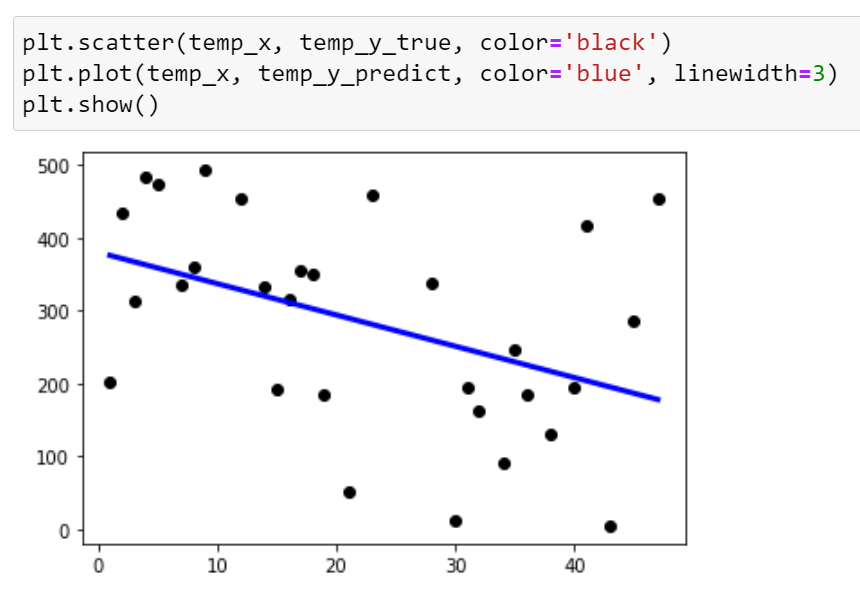 plt.scatter(temp_x, temp_y_true, color='black')
plt.plot(temp_x, temp_y_predict, color='blue', linewidth=3)
plt.show()
500
400
300
200
100
0
0 10 20 30 40